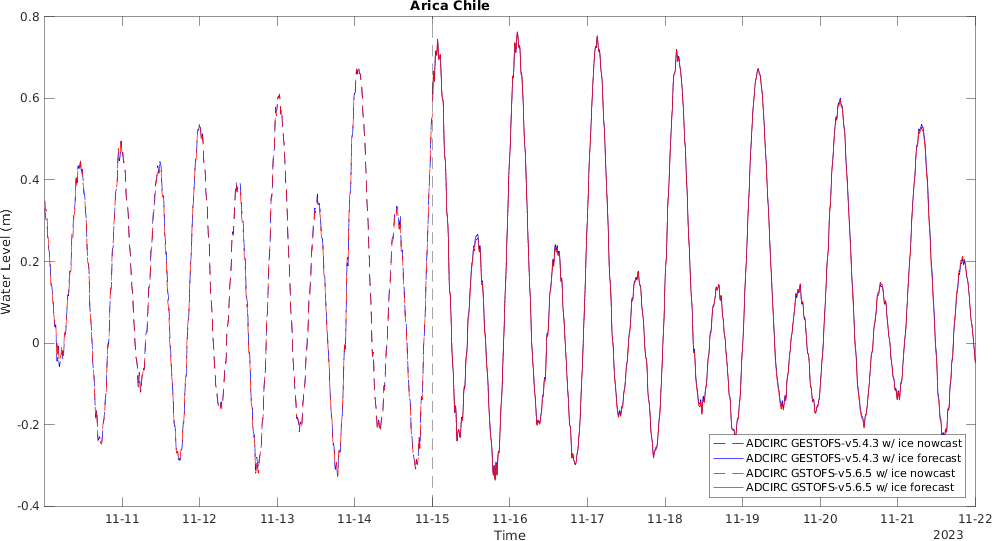 Arica Chile
0.8
0.6
0.4
0.2
0
-0.2
-0.4
Water Level (m)
ADCIRC GESTOFS-v5.4.3 w/ ice nowcast
ADCIRC GESTOFS-v5.4.3 w/ ice forecast
ADCIRC GSTOFS-v5.6.5 w/ ice nowcast
ADCIRC GSTOFS-v5.6.5 w/ ice forecast
11-11 11-12 11-13 11-14 11-15 11-16 11-17 11-18 11-19 11-20 11-21 11-22
Time
2023